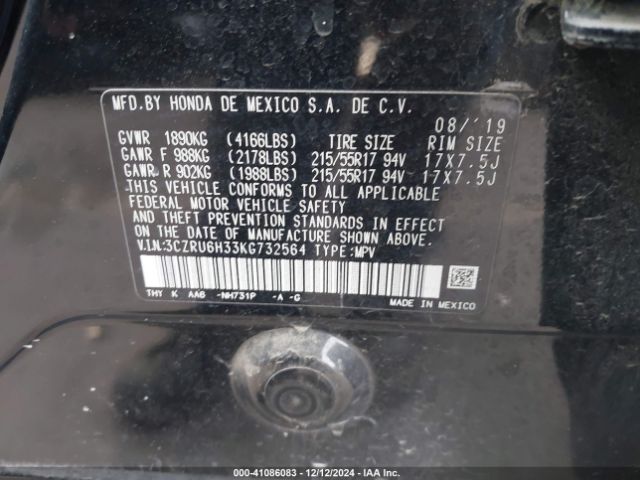 MFD.BY HONDA DE MEXICO S.A. DE C.V.
08/'19
GVWR 1890KG (4166LBS) TIRE SIZE RIM SIZE
GAWR F 988KG (2178LBS) 215/55R17 94V 17X7.5J
GAWR R 902KG (1988LBS) 215/55R17 94V 17X7.5J
THIS VEHICLE CONFORMS TO ALL APPLICABLE
FEDERAL MOTOR VEHICLE SAFETY
AND THEFT PREVENTION STANDARDS IN EFFECT
ON THE DATE OF MANUFACTURE SHOWN ABOVE.
V.I.N:3CZRU6H33KG732564 TYPE:MPV
THY K AAB -NH731P -A -G
MADE IN MEXICO
000-41086083 - 12/12/2024 - IAA Inc.